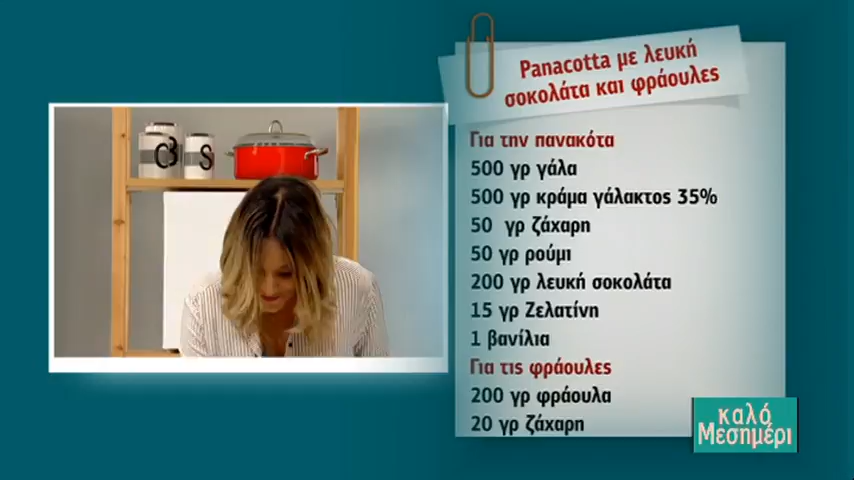 Panacotta με λευκή
σοκολάτα και φράουλες
Για την πανακότα
500 γρ γάλα
500 γρ κράμα γάλακτος 35%
50 γρ ζάχαρη
50 γρ ρούμι
200 γρ λευκή σοκολάτα
15 γρ Ζελατίνη
1 βανίλια
Για τις φράουλες
200 γρ φράουλα
20 γρ ζάχαρη
καλό
Μεσημέρι
C3
S